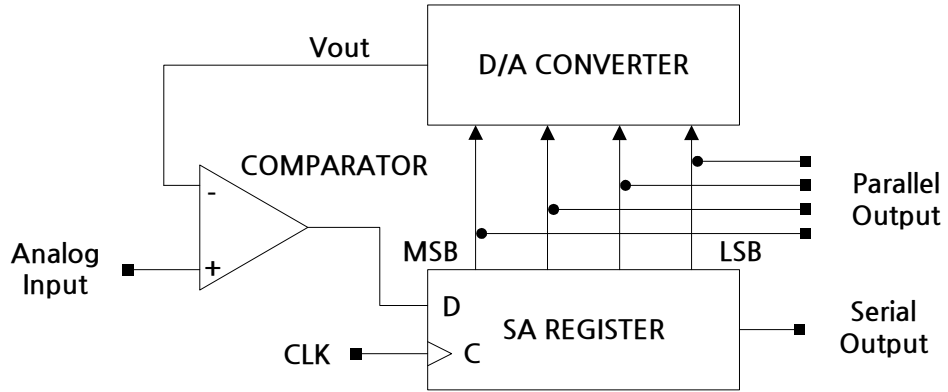 Vout
D/A CONVERTER
COMPARATOR
-
+
Analog
Input
Parallel
Output
MSB
LSB
D
SA REGISTER
CLK
C
Serial
Output